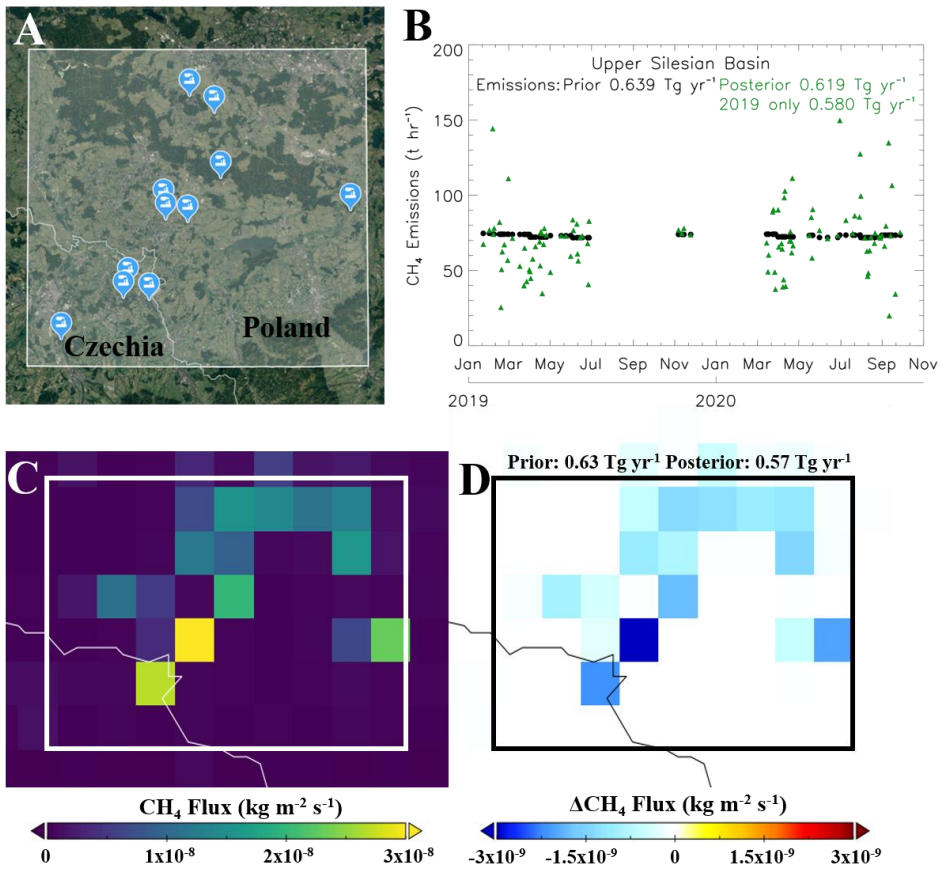 A
Czechia
Poland
B
Upper Silesian Basin
Emissions: Prior 0.639 Tg yr⁻¹ Posterior 0.619 Tg yr⁻¹
2019 only 0.580 Tg yr⁻¹
CH₄ Emissions (t hr⁻¹)
200
150
100
50
0
Jan Mar May Jul Sep Nov Jan Mar May Jul Sep Nov
2019 2020
C
CH₄ Flux (kg m⁻² s⁻¹)
0 1x10⁻⁸ 2x10⁻⁸ 3x10⁻⁸
D
Prior: 0.63 Tg yr⁻¹ Posterior: 0.57 Tg yr⁻¹
ΔCH₄ Flux (kg m⁻² s⁻¹)
-3x10⁻⁹ -1.5x10⁻⁹ 0 1.5x10⁻⁹ 3x10⁻⁹